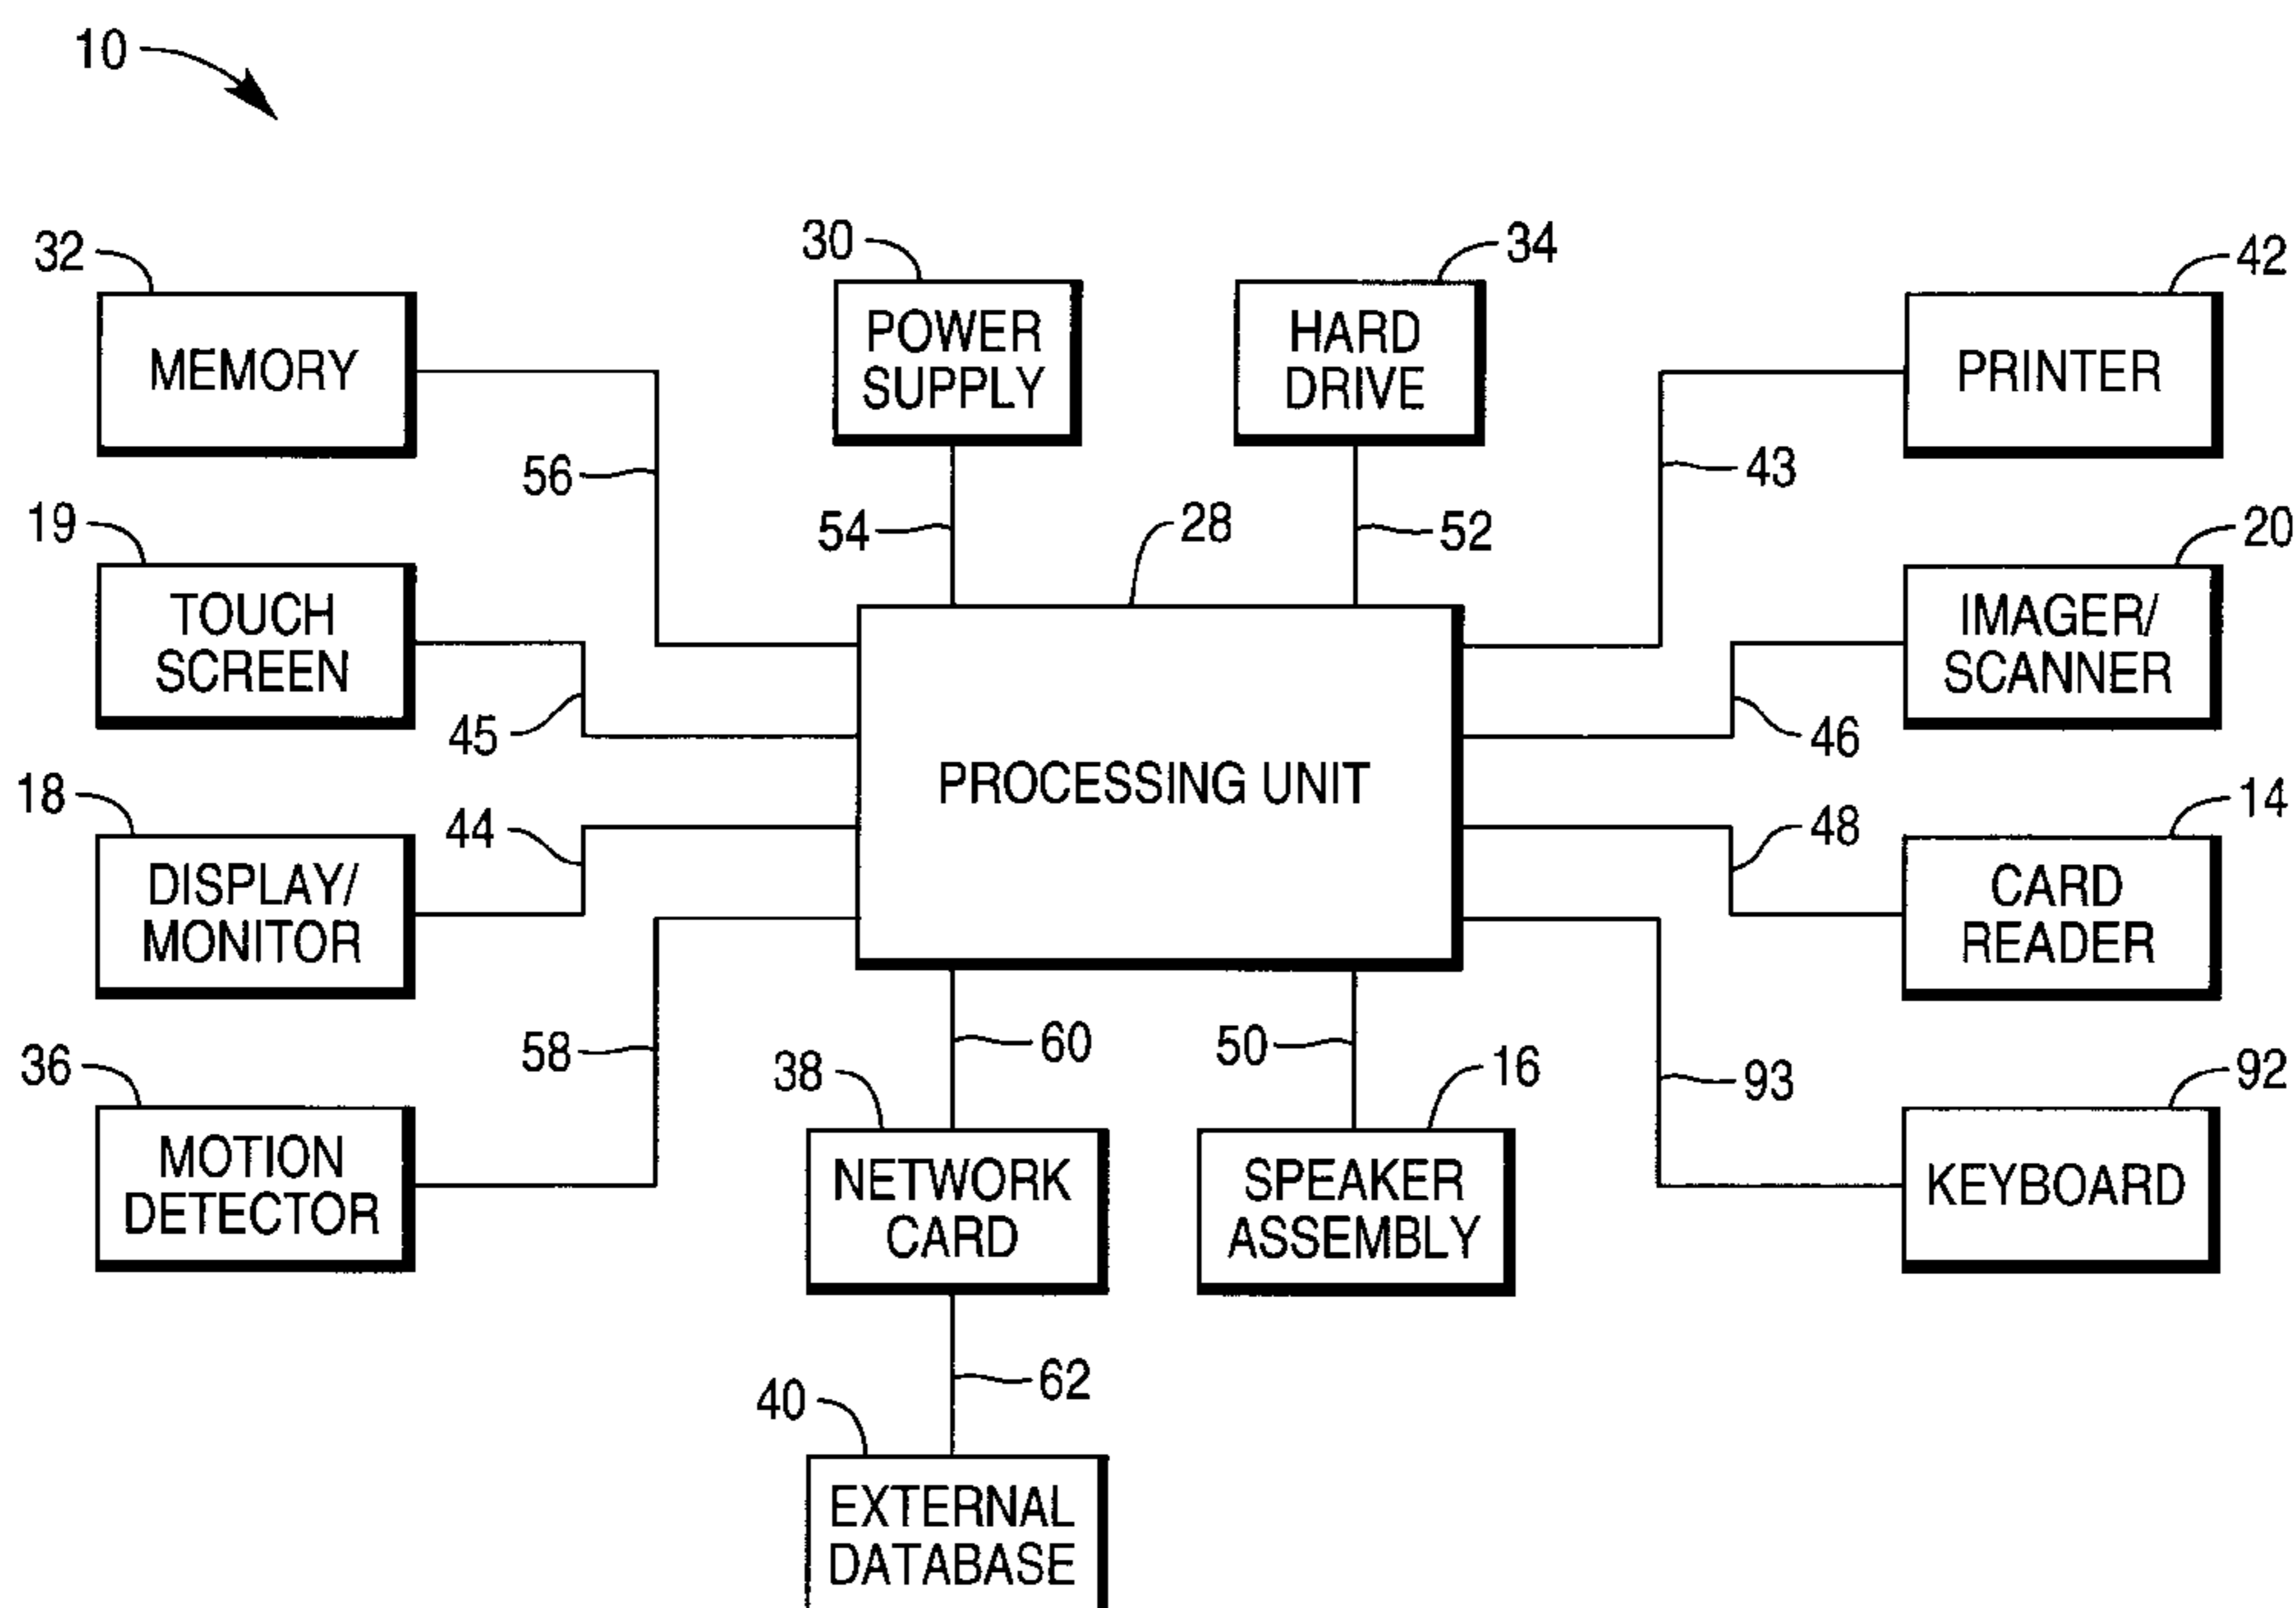 10
32
MEMORY
30
POWER
SUPPLY
34
HARD
DRIVE
42
PRINTER
56
54
52
43
19
TOUCH
SCREEN
45
28
PROCESSING UNIT
20
IMAGER/
SCANNER
46
18
DISPLAY/
MONITOR
44
48
14
CARD
READER
36
MOTION
DETECTOR
58
60
38
NETWORK
CARD
50
16
SPEAKER
ASSEMBLY
93
92
KEYBOARD
62
40
EXTERNAL
DATABASE